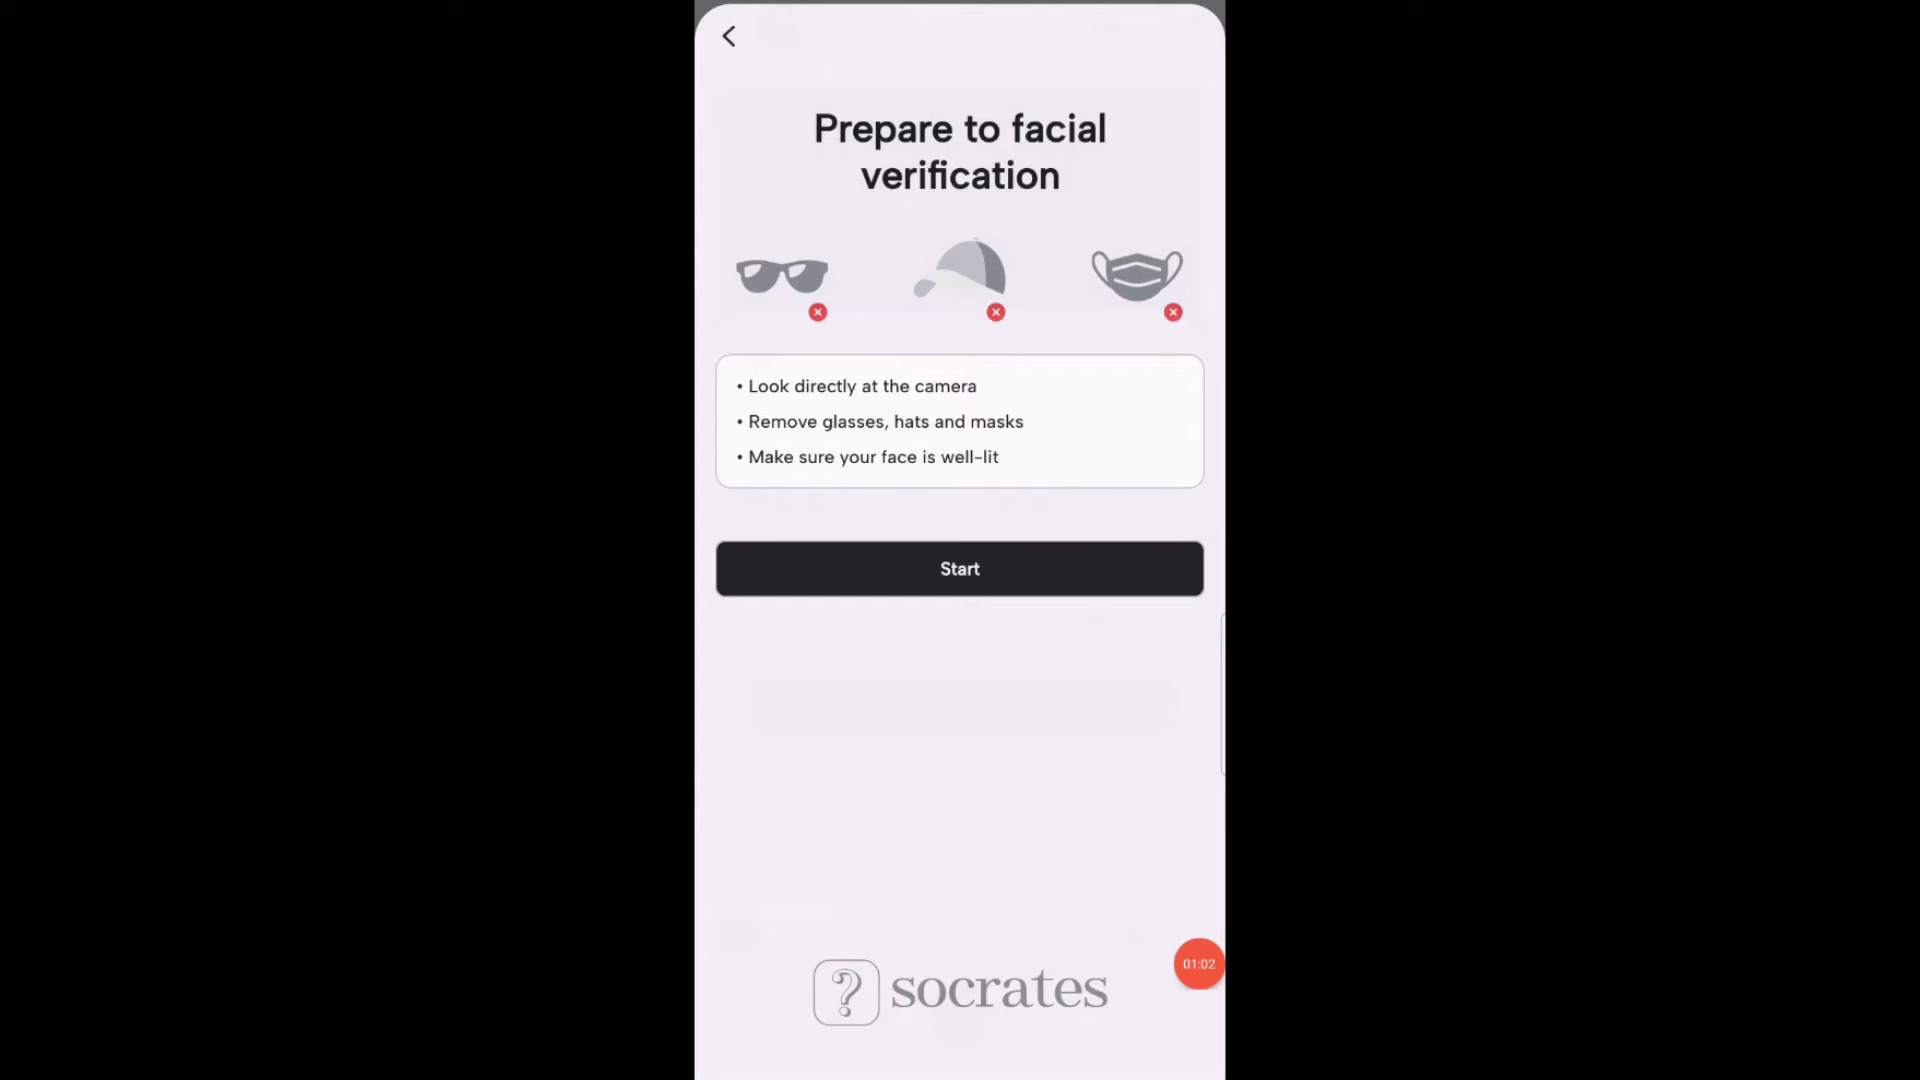 Prepare to facial
verification
• Look directly at the camera
• Remove glasses, hats and masks
• Make sure your face is well-lit
Start
01:02
? socrates